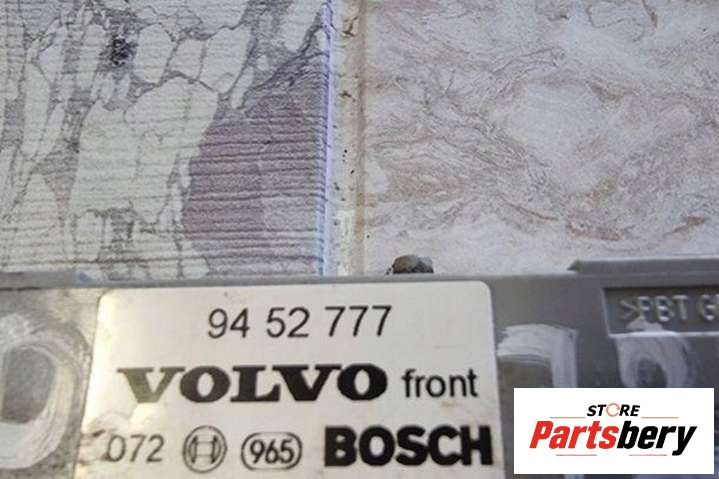 94 52 777
VOLVO front
072 965 BOSCH
>PBT G
STORE
Partsbery